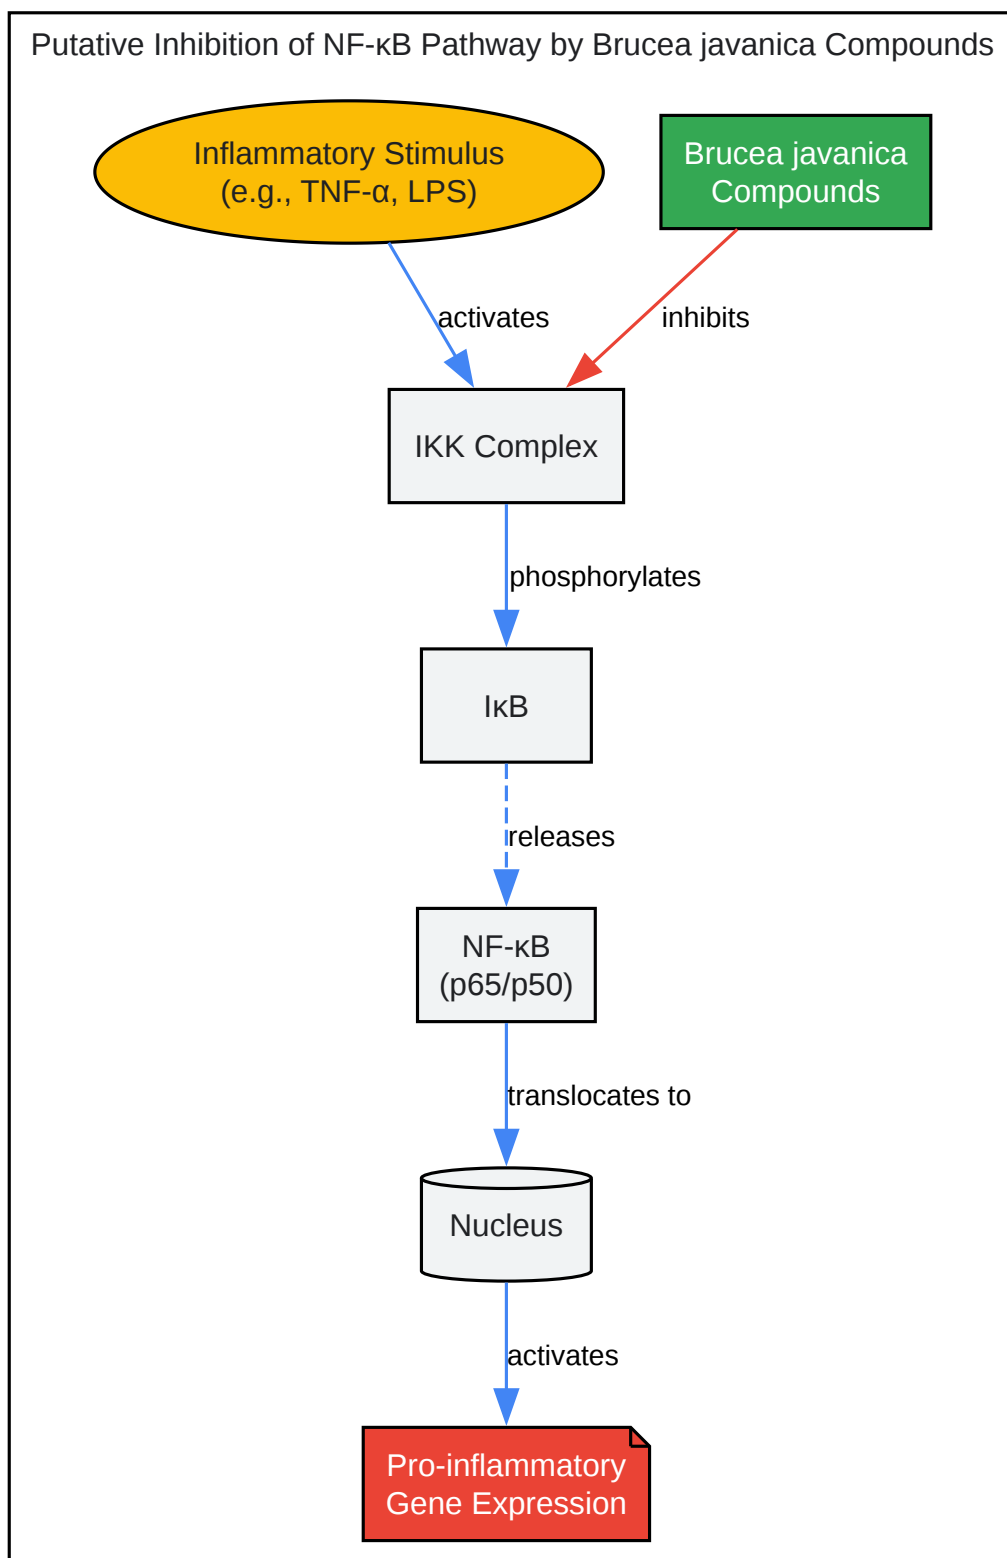 Putative Inhibition of NF-κB Pathway by Brucea javanica Compounds
Inflammatory Stimulus
(e.g., TNF-α, LPS)
Brucea javanica
Compounds
activates
inhibits
IKK Complex
phosphorylates
IκB
releases
NF-κB
(p65/p50)
translocates to
Nucleus
activates
Pro-inflammatory
Gene Expression